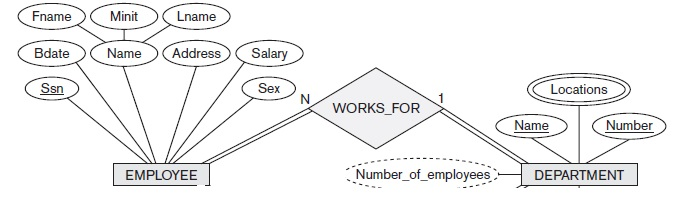 Fname Minit Lname
Bdate Name Address Salary
Ssn Sex N WORKS_FOR 1 Locations
Name Number
EMPLOYEE Number_of_employees DEPARTMENT